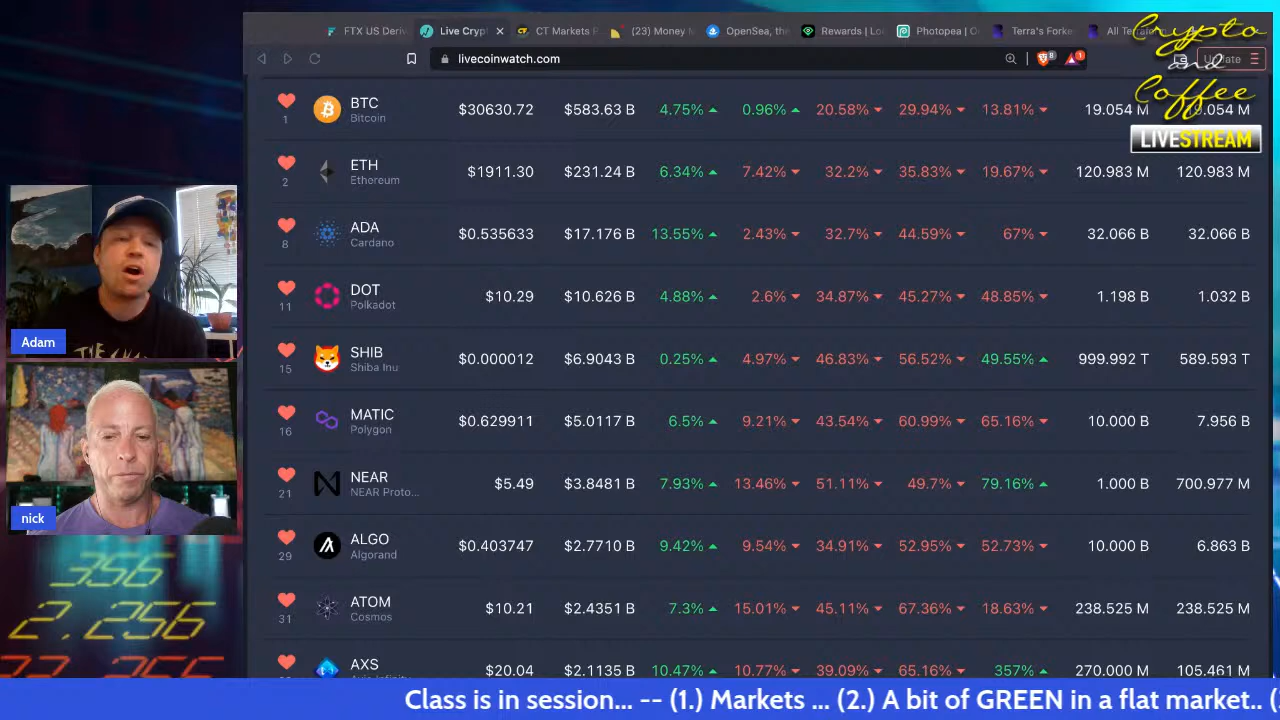 FTX US Deriv
Live Crypt
CT Markets P
(23) Money
OpenSea, the
Rewards | Lo
Photopea | O
Terra's Forke
All Terra
Crypto
and
Coffee
LIVESTREAM
livecoinwatch.com
8
1
Update
1
BTC
Bitcoin
$30630.72 $583.63 B 4.75% 0.96% 20.58% 29.94% 13.81% 19.054 M 9.054 M
2
ETH
Ethereum
$1911.30 $231.24 B 6.34% 7.42% 32.2% 35.83% 19.67% 120.983 M 120.983 M
8
ADA
Cardano
$0.535633 $17.176 B 13.55% 2.43% 32.7% 44.59% 67% 32.066 B 32.066 B
11
DOT
Polkadot
$10.29 $10.626 B 4.88% 2.6% 34.87% 45.27% 48.85% 1.198 B 1.032 B
15
SHIB
Shiba Inu
$0.000012 $6.9043 B 0.25% 4.97% 46.83% 56.52% 49.55% 999.992 T 589.593 T
16
MATIC
Polygon
$0.629911 $5.0117 B 6.5% 9.21% 43.54% 60.99% 65.16% 10.000 B 7.956 B
21
NEAR
NEAR Proto...
$5.49 $3.8481 B 7.93% 13.46% 51.11% 49.7% 79.16% 1.000 B 700.977 M
29
ALGO
Algorand
$0.403747 $2.7710 B 9.42% 9.54% 34.91% 52.95% 52.73% 10.000 B 6.863 B
31
ATOM
Cosmos
$10.21 $2.4351 B 7.3% 15.01% 45.11% 67.36% 18.63% 238.525 M 238.525 M
AXS
$20.04 $2.1135 B 10.47% 10.77% 39.09% 65.16% 357% 270.000 M 105.461 M
Adam
nick
356
2.256
Class is in session... -- (1.) Markets ... (2.) A bit of GREEN in a flat market.. (